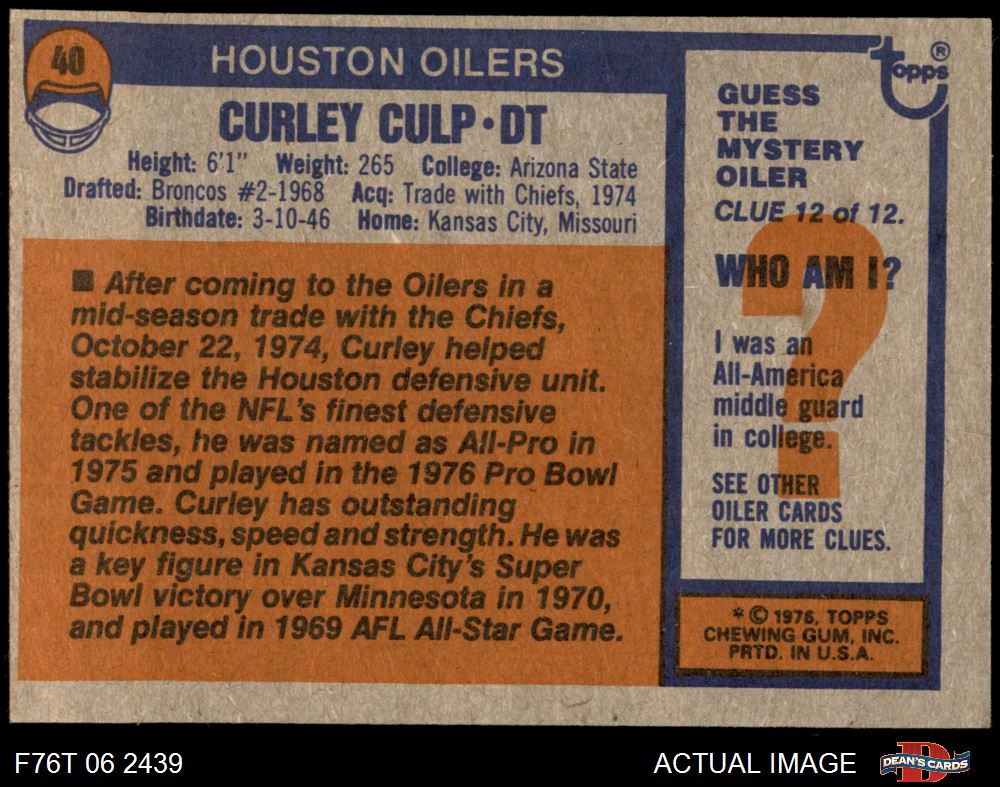 40
HOUSTON OILERS
CURLEY CULP•DT
Height: 6'1" Weight: 265 College: Arizona State
Drafted: Broncos #2-1968 Acq: Trade with Chiefs, 1974
Birthdate: 3-10-46 Home: Kansas City, Missouri
■ After coming to the Oilers in a
mid-season trade with the Chiefs,
October 22, 1974, Curley helped
stabilize the Houston defensive unit.
One of the NFL's finest defensive
tackles, he was named as All-Pro in
1975 and played in the 1976 Pro Bowl
Game. Curley has outstanding
quickness, speed and strength. He was
a key figure in Kansas City's Super
Bowl victory over Minnesota in 1970,
and played in 1969 AFL All-Star Game.
topps ®
GUESS
THE
MYSTERY
OILER
CLUE 12 of 12.
WHO AM I?
?
I was an
All-America
middle guard
in college.
SEE OTHER
OILER CARDS
FOR MORE CLUES.
* © 1976, TOPPS
CHEWING GUM, INC.
PRTD. IN U.S.A.
F76T 06 2439
ACTUAL IMAGE
D
DEAN'S CARDS